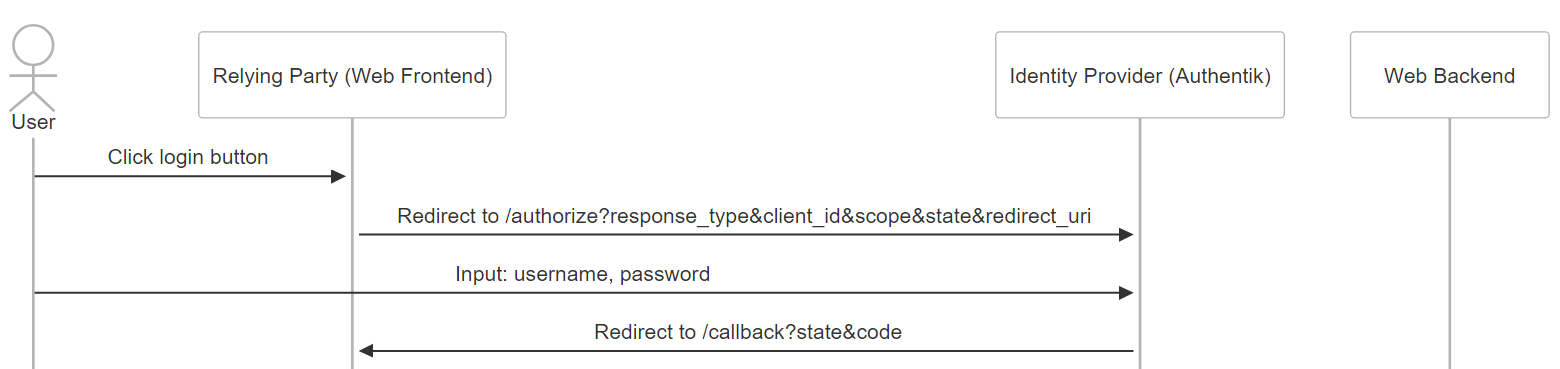 User
Relying Party (Web Frontend)
Identity Provider (Authentik)
Web Backend
Click login button
Redirect to /authorize?response_type&client_id&scope&state&redirect_uri
Input: username, password
Redirect to /callback?state&code